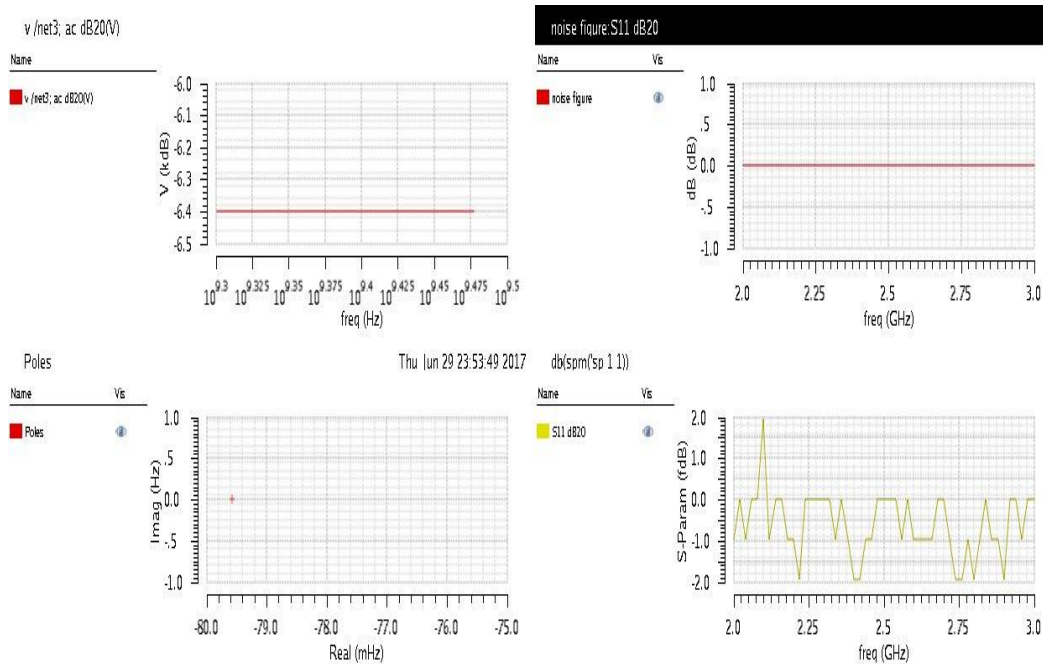 v /net3; ac dB20(V)
Name
v /net3; ac dB20(V)
V (kdB)
-6.0
-6.1
-6.2
-6.3
-6.4
-6.5
10^9.3 10^9.325 10^9.35 10^9.375 10^9.4 10^9.425 10^9.45 10^9.475 10^9.5
freq (Hz)
noise figure;S11 dB20
Name Vis
noise figure
dB (dB)
1.0
.5
0.0
-.5
-1.0
2.0 2.25 2.5 2.75 3.0
freq (GHz)
Poles Thu Jun 29 23:53:49 2017
Name Vis
Poles
Imag (Hz)
1.0
.5
0.0
-.5
-1.0
-80.0 -79.0 -78.0 -77.0 -76.0 -75.0
Real (mHz)
db(spm('sp 1 1))
Name Vis
S11 dB20
S-Param (fdB)
2.0
1.0
0.0
-1.0
-2.0
2.0 2.25 2.5 2.75 3.0
freq (GHz)